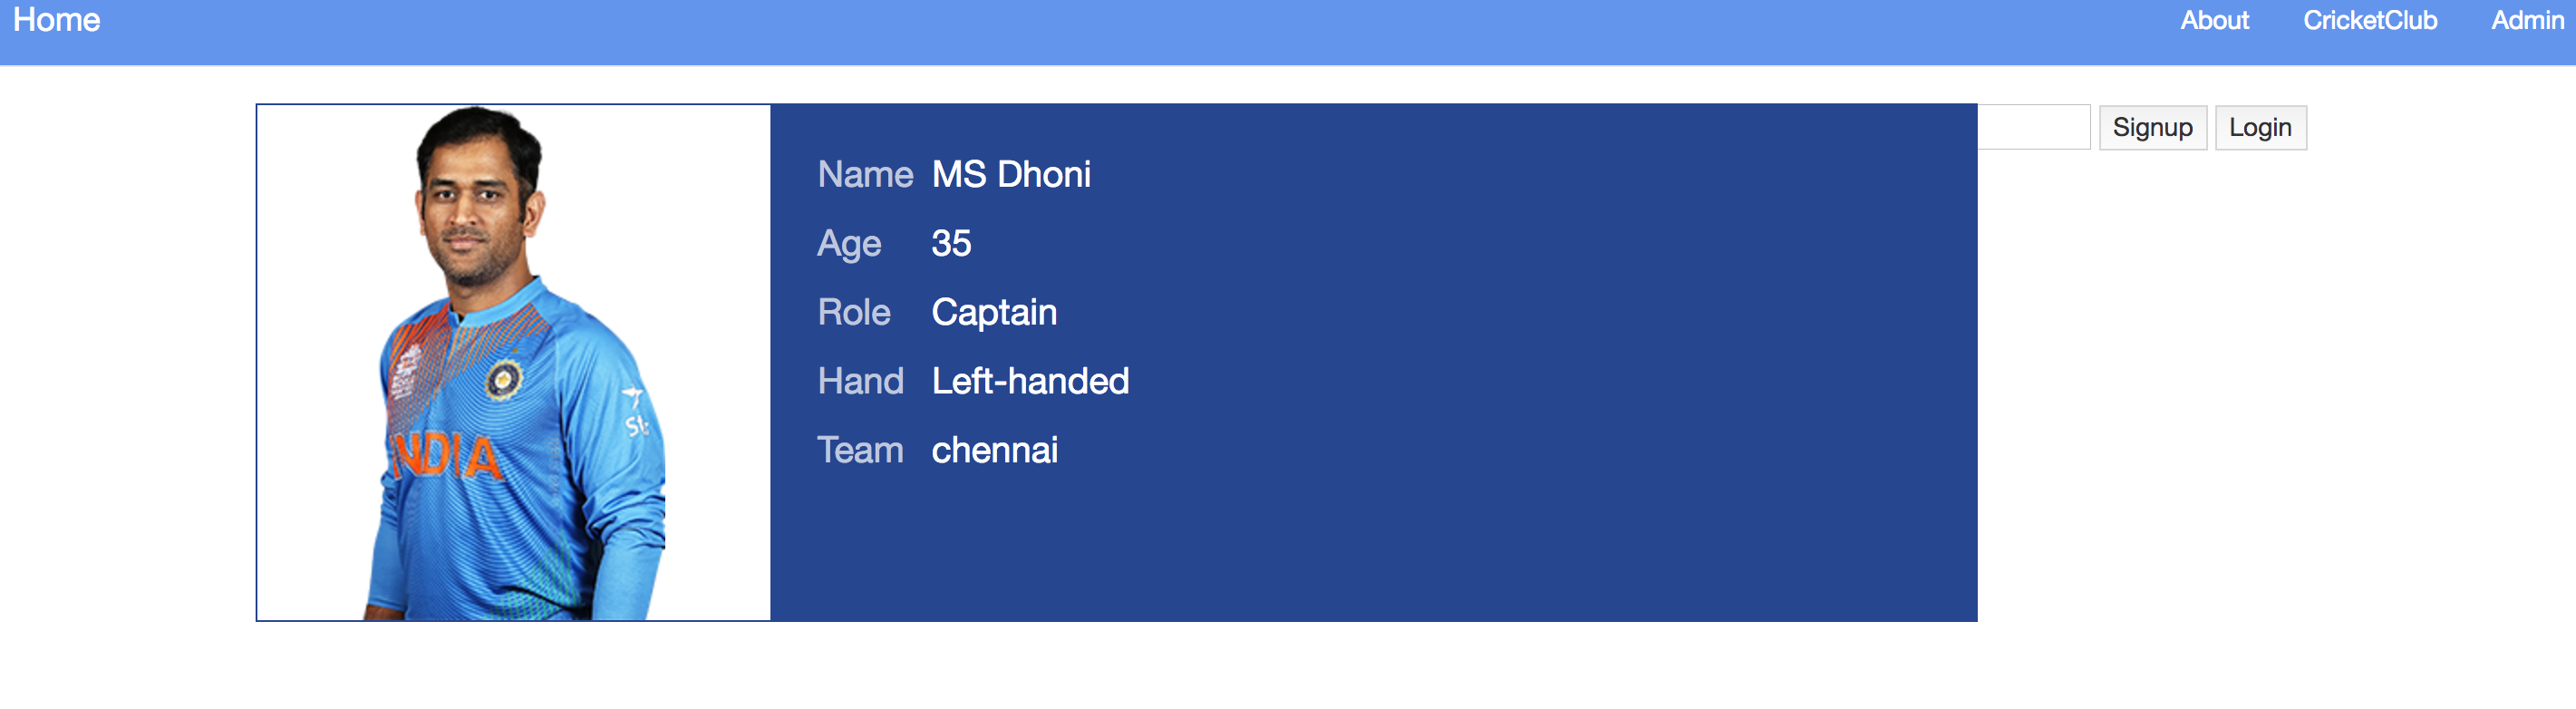 Home About CricketClub Admin
Signup Login
Name MS Dhoni
Age 35
Role Captain
Hand Left-handed
Team chennai
INDIA